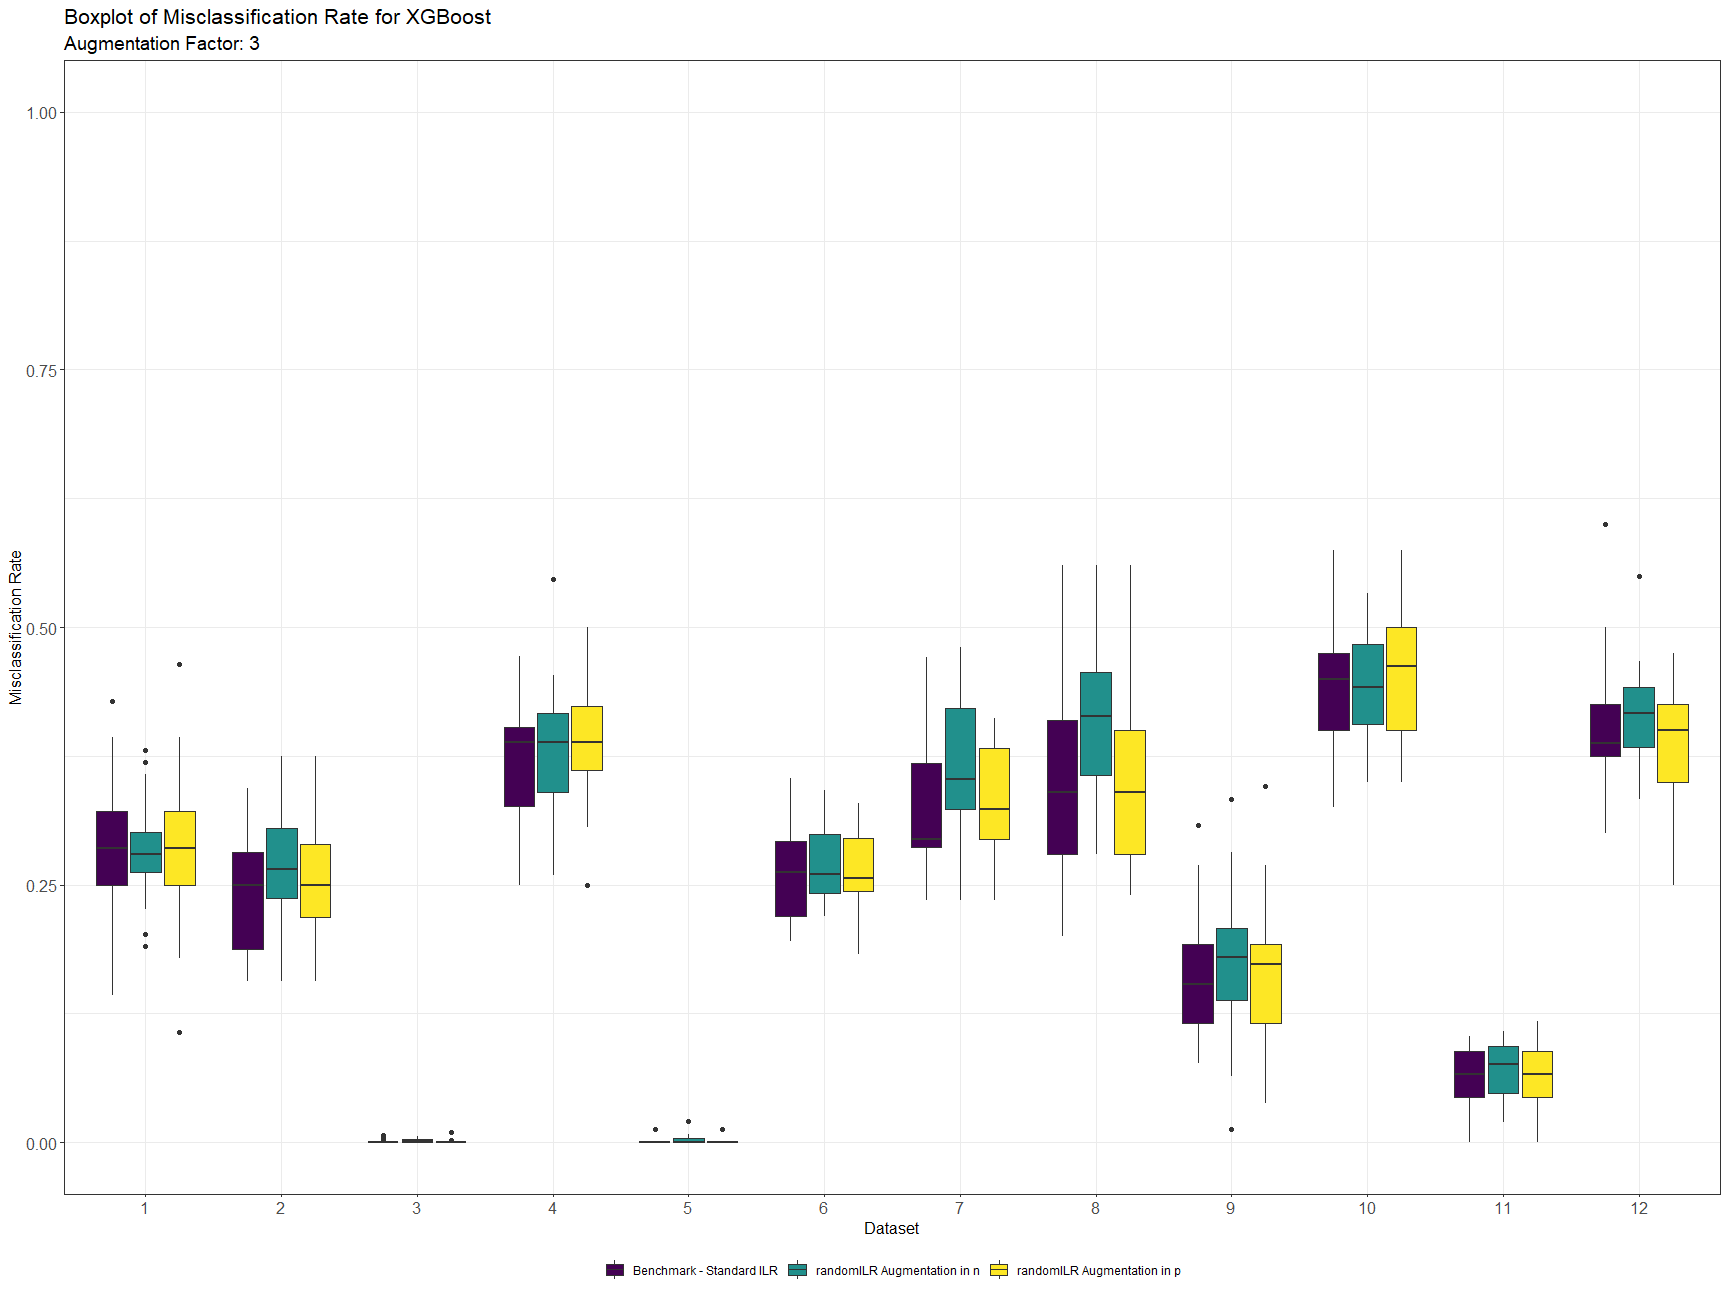 Boxplot of Misclassification Rate for XGBoost
Augmentation Factor: 3
1.00
0.75
0.50
0.25
0.00
Misclassification Rate
1 2 3 4 5 6 7 8 9 10 11 12
Dataset
Benchmark - Standard ILR randomILR Augmentation in n randomILR Augmentation in p